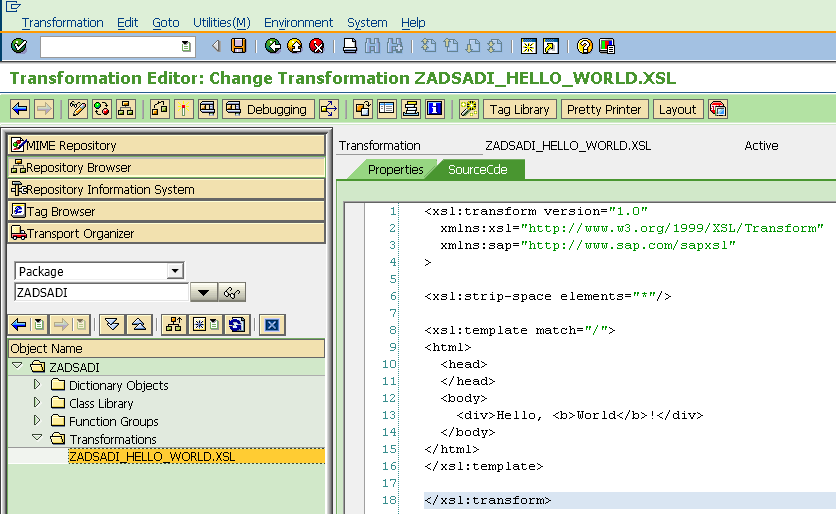 Transformation Edit Goto Utilities(M) Environment System Help
Transformation Editor: Change Transformation ZADSADI_HELLO_WORLD.XSL
Debugging Tag Library Pretty Printer Layout
MIME Repository
Repository Browser
Repository Information System
Tag Browser
Transport Organizer
Package
ZADSADI
Object Name
ZADSADI
Dictionary Objects
Class Library
Function Groups
Transformations
ZADSADI_HELLO_WORLD.XSL
Transformation ZADSADI_HELLO_WORLD.XSL Active
Properties SourceCde
1 <xsl:transform version="1.0"
2 xmlns:xsl="http://www.w3.org/1999/XSL/Transform"
3 xmlns:sap="http://www.sap.com/sapxsl"
4 >
5
6 <xsl:strip-space elements="*"/>
7
8 <xsl:template match="/">
9 <html>
10 <head>
11 </head>
12 <body>
13 <div>Hello, <b>World</b>!</div>
14 </body>
15 </html>
16 </xsl:template>
17
18 </xsl:transform>